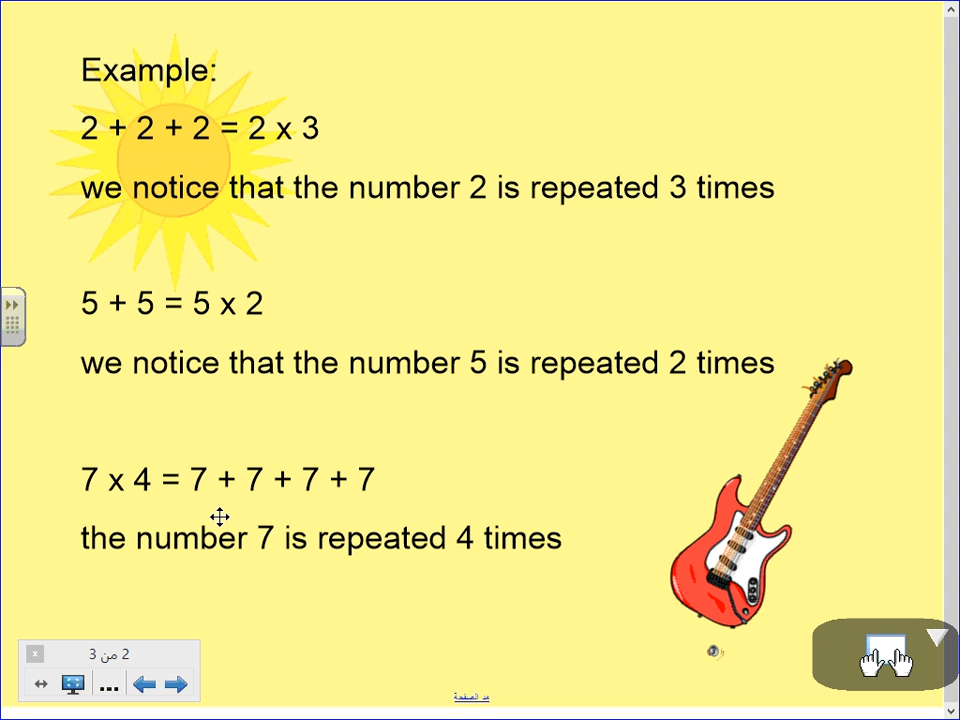 Example:
2 + 2 + 2 = 2 x 3
we notice that the number 2 is repeated 3 times
5 + 5 = 5 x 2
we notice that the number 5 is repeated 2 times
7 x 4 = 7 + 7 + 7 + 7
the number 7 is repeated 4 times
2 من 3
...
مد الصفحة